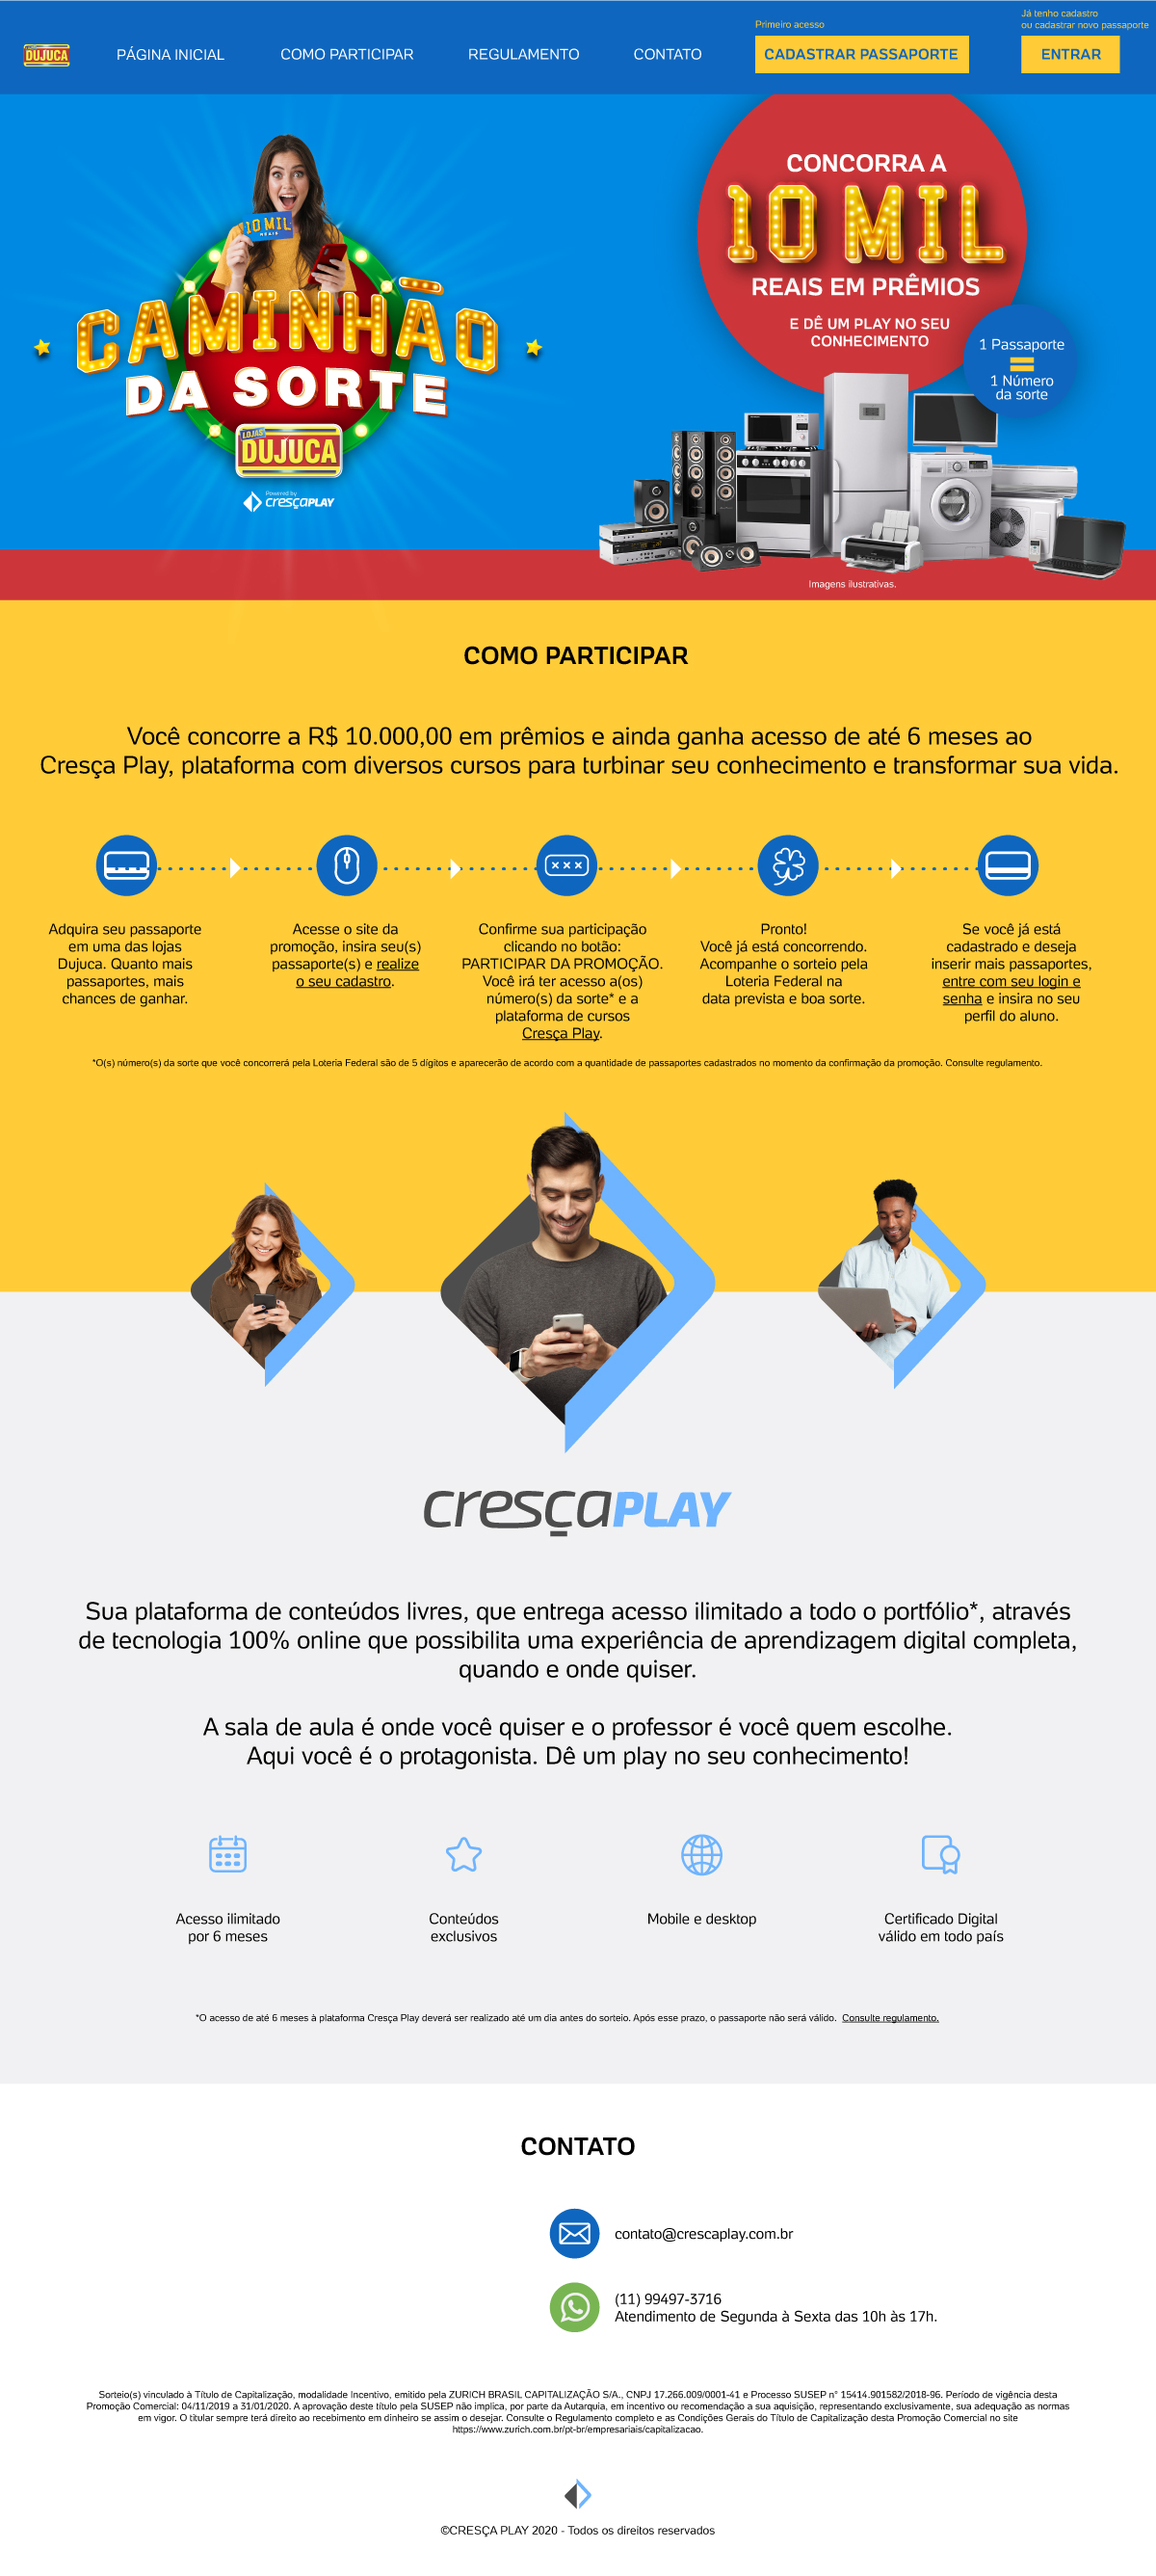 Já tenho cadastro
Primeiro acesso
ou cadastrar novo passaporte
DUJUCA
PÁGINA INICIAL
COMO PARTICIPAR
REGULAMENTO
CONTATO
CADASTRAR PASSAPORTE
ENTRAR
10 MIL
REAIS
CAMINHÃO
DA SORTE
LOJAS
DUJUCA
Powered by
cresçaPLAY
CONCORRA A
10 MIL
REAIS EM PRÊMIOS
E DÊ UM PLAY NO SEU
CONHECIMENTO
1 Passaporte
=
1 Número
da sorte
Imagens ilustrativas.
COMO PARTICIPAR
Você concorre a R$ 10.000,00 em prêmios e ainda ganha acesso de até 6 meses ao
Cresça Play, plataforma com diversos cursos para turbinar seu conhecimento e transformar sua vida.
Adquira seu passaporte
em uma das lojas
Dujuca. Quanto mais
passaportes, mais
chances de ganhar.
Acesse o site da
promoção, insira seu(s)
passaporte(s) e realize
o seu cadastro.
Confirme sua participação
clicando no botão:
PARTICIPAR DA PROMOÇÃO.
Você irá ter acesso a(os)
número(s) da sorte* e a
plataforma de cursos
Cresça Play.
Pronto!
Você já está concorrendo.
Acompanhe o sorteio pela
Loteria Federal na
data prevista e boa sorte.
Se você já está
cadastrado e deseja
inserir mais passaportes,
entre com seu login e
senha e insira no seu
perfil do aluno.
*O(s) número(s) da sorte que você concorrerá pela Loteria Federal são de 5 dígitos e aparecerão de acordo com a quantidade de passaportes cadastrados no momento da confirmação da promoção. Consulte regulamento.
cresçaPLAY
Sua plataforma de conteúdos livres, que entrega acesso ilimitado a todo o portfólio*, através
de tecnologia 100% online que possibilita uma experiência de aprendizagem digital completa,
quando e onde quiser.
A sala de aula é onde você quiser e o professor é você quem escolhe.
Aqui você é o protagonista. Dê um play no seu conhecimento!
Acesso ilimitado
por 6 meses
Conteúdos
exclusivos
Mobile e desktop
Certificado Digital
válido em todo país
*O acesso de até 6 meses à plataforma Cresça Play deverá ser realizado até um dia antes do sorteio. Após esse prazo, o passaporte não será válido. Consulte regulamento.
CONTATO
contato@crescaplay.com.br
(11) 99497-3716
Atendimento de Segunda à Sexta das 10h às 17h.
Sorteio(s) vinculado à Título de Capitalização, modalidade Incentivo, emitido pela ZURICH BRASIL CAPITALIZAÇÃO S/A., CNPJ 17.266.009/0001-41 e Processo SUSEP n° 15414.901582/2018-96. Período de vigência desta
Promoção Comercial: 04/11/2019 a 31/01/2020. A aprovação deste título pela SUSEP não implica, por parte da Autarquia, em incentivo ou recomendação a sua aquisição, representando exclusivamente, sua adequação as normas
em vigor. O titular sempre terá direito ao recebimento em dinheiro se assim o desejar. Consulte o Regulamento completo e as Condições Gerais do Título de Capitalização desta Promoção Comercial no site
https://www.zurich.com.br/pt-br/empresariais/capitalizacao.
©CRESÇA PLAY 2020 - Todos os direitos reservados